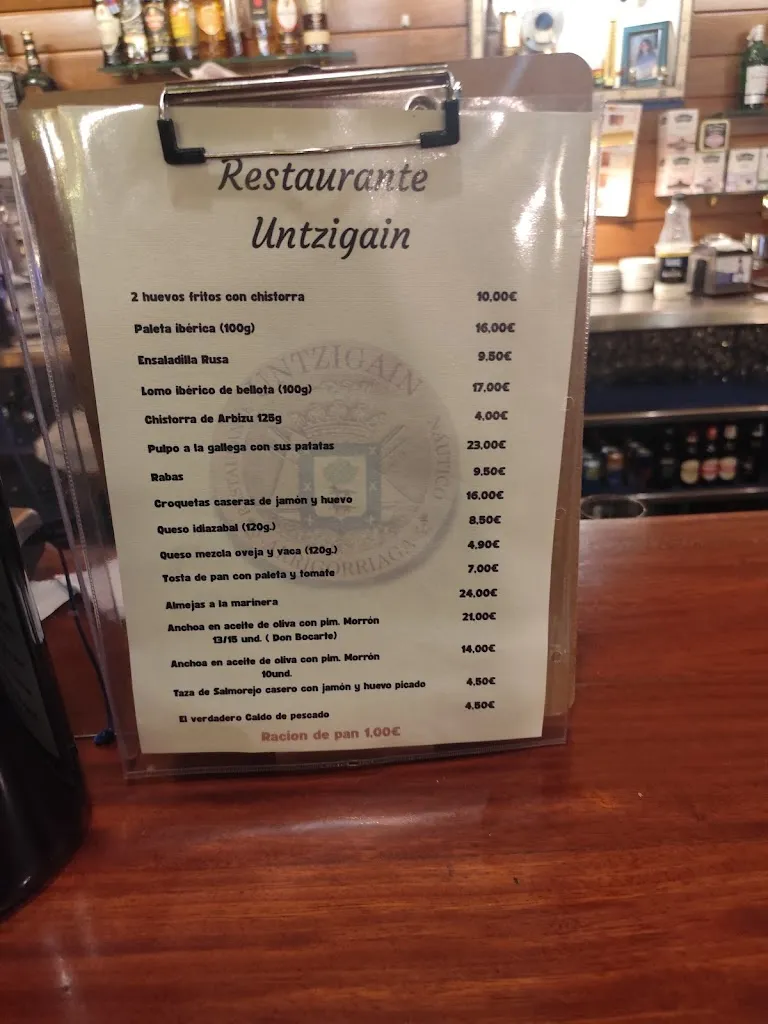 Restaurante
Untzigain
2 huevos fritos con chistorra 10,00€
Paleta ibérica (100g) 16,00€
Ensaladilla Rusa 9,50€
Lomo ibérico de bellota (100g) 17,00€
Chistorra de Arbizu 125g 4,00€
Pulpo a la gallega con sus patatas 23,00€
Rabas 9,50€
Croquetas caseras de jamón y huevo 16,00€
Queso idiazabal (120g.) 8,50€
Queso mezcla oveja y vaca (120g.) 4,90€
Tosta de pan con paleta y tomate 7,00€
Almejas a la marinera 24,00€
Anchoa en aceite de oliva con pim. Morrón 21,00€
13/15 und. ( Don Bocarte)
Anchoa en aceite de oliva con pim. Morrón 14,00€
10und.
Taza de Salmorejo casero con jamón y huevo picado 4,50€
El verdadero Caldo de pescado 4,50€
Racion de pan 1,00€
UNTZIGAIN
NÁUTICO